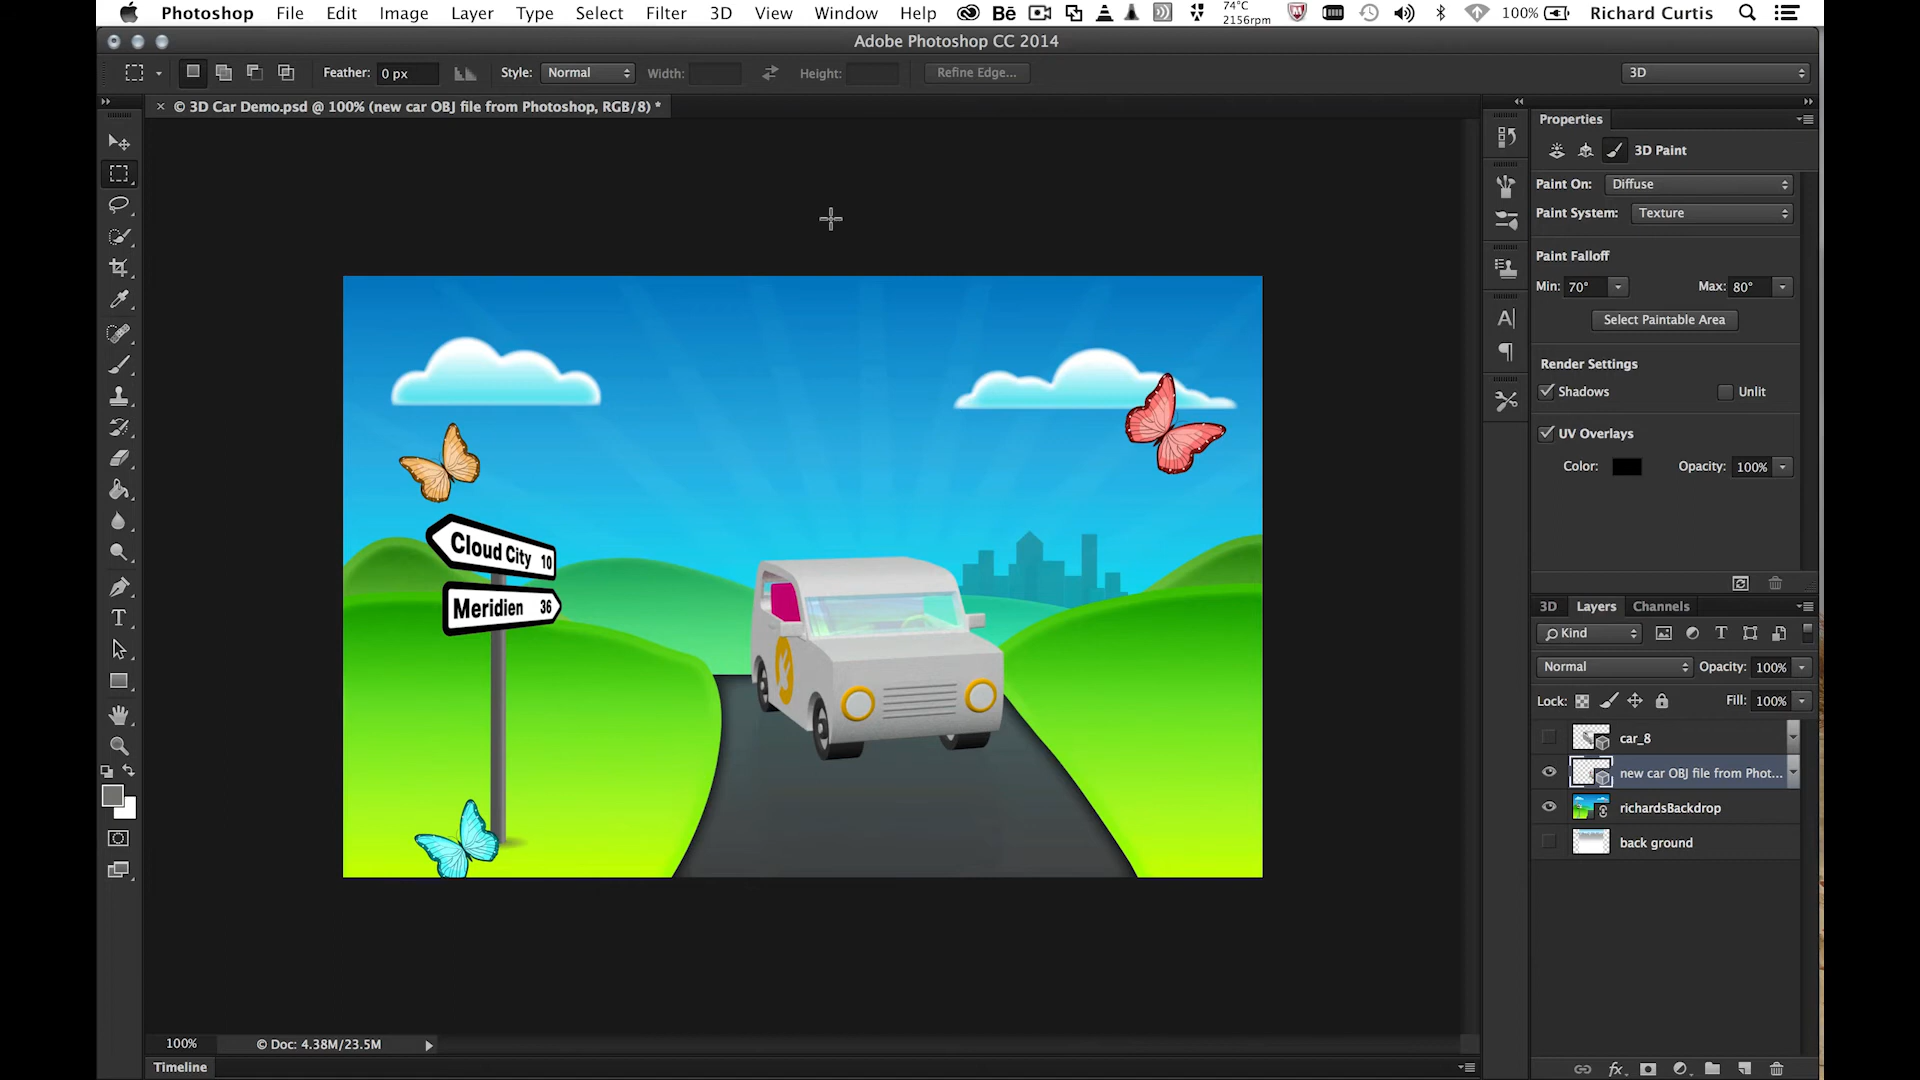 Photoshop File Edit Image Layer Type Select Filter 3D View Window Help Bē 74°C 2156rpm 100% Richard Curtis
Adobe Photoshop CC 2014
Feather: 0 px Style: Normal Width: Height: Refine Edge... 3D
× © 3D Car Demo.psd @ 100% (new car OBJ file from Photoshop, RGB/8) *
Properties
3D Paint
Paint On: Diffuse
Paint System: Texture
Paint Falloff
Min: 70° Max: 80°
Select Paintable Area
Render Settings
Shadows Unlit
UV Overlays
Color: Opacity: 100%
Cloud City 10
Meridien 36
3D Layers Channels
Kind
Normal Opacity: 100%
Lock: Fill: 100%
car_8
new car OBJ file from Phot...
richardsBackdrop
back ground
100% © Doc: 4.38M/23.5M
Timeline
fx